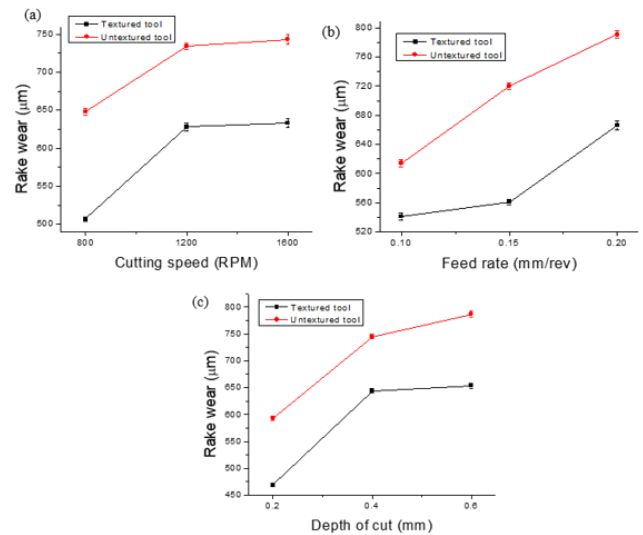 (a)
Textured tool
Untextured tool
750
700
650
600
550
500
Rake wear (µm)
800
1200
1600
Cutting speed (RPM)
(b)
Textured tool
Untextured tool
800
760
720
680
640
600
560
520
Rake wear (µm)
0.10
0.15
0.20
Feed rate (mm/rev)
(c)
Textured tool
Untextured tool
800
750
700
650
600
550
500
450
Rake wear (µm)
0.2
0.4
0.6
Depth of cut (mm)